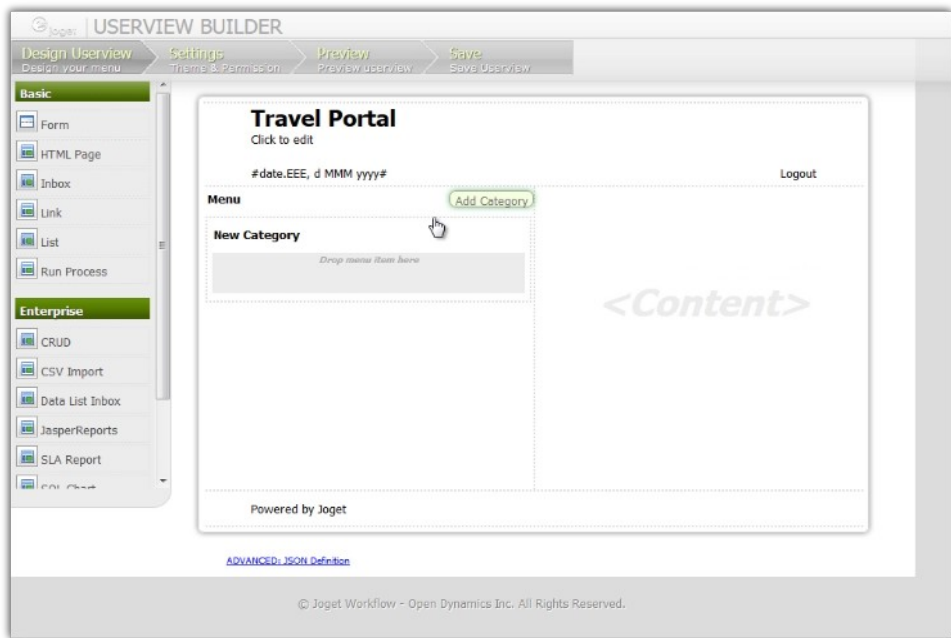 Joget USERVIEW BUILDER
Design Userview
Design your menu
Settings
Theme & Permission
Preview
Preview userview
Save
Save Userview
Basic
Form
HTML Page
Inbox
Link
List
Run Process
Enterprise
CRUD
CSV Import
Data List Inbox
JasperReports
SLA Report
SQL Chart
Travel Portal
Click to edit
#date.EEE, d MMM yyyy#
Logout
Menu
Add Category
New Category
Drop menu item here
<Content>
Powered by Joget
ADVANCED: JSON Definition
© Joget Workflow - Open Dynamics Inc. All Rights Reserved.